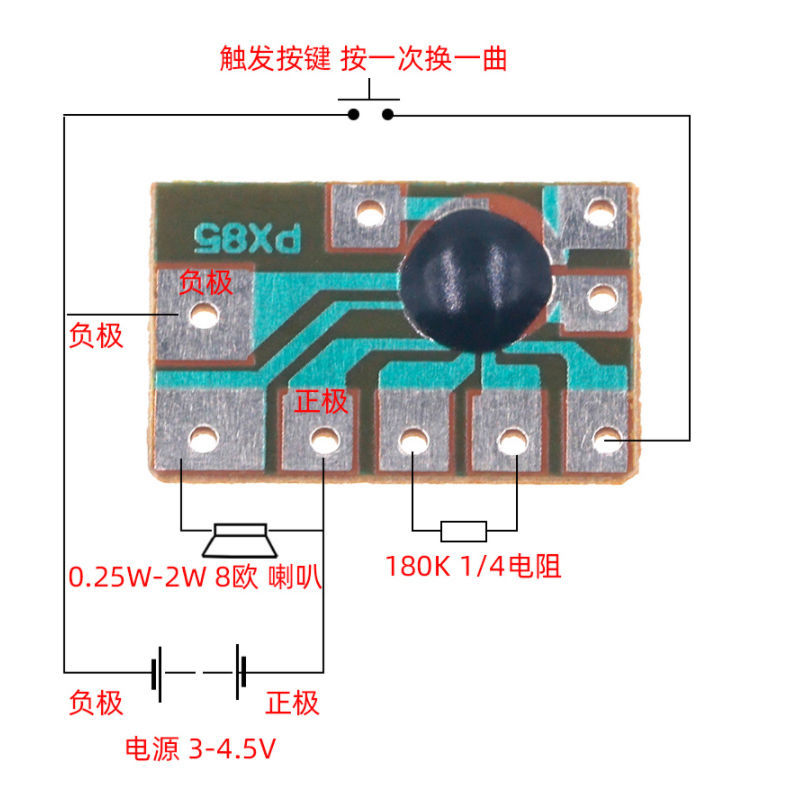 触发按键 按一次换一曲
PX85
负极
负极
正极
0.25W-2W 8欧 喇叭
180K 1/4电阻
负极
正极
电源 3-4.5V